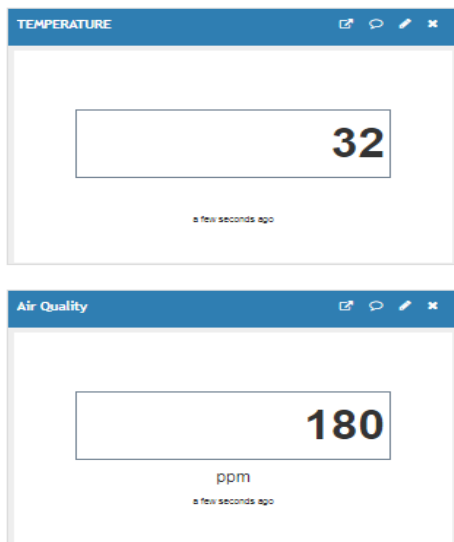 TEMPERATURE
32
a few seconds ago
Air Quality
180
ppm
a few seconds ago